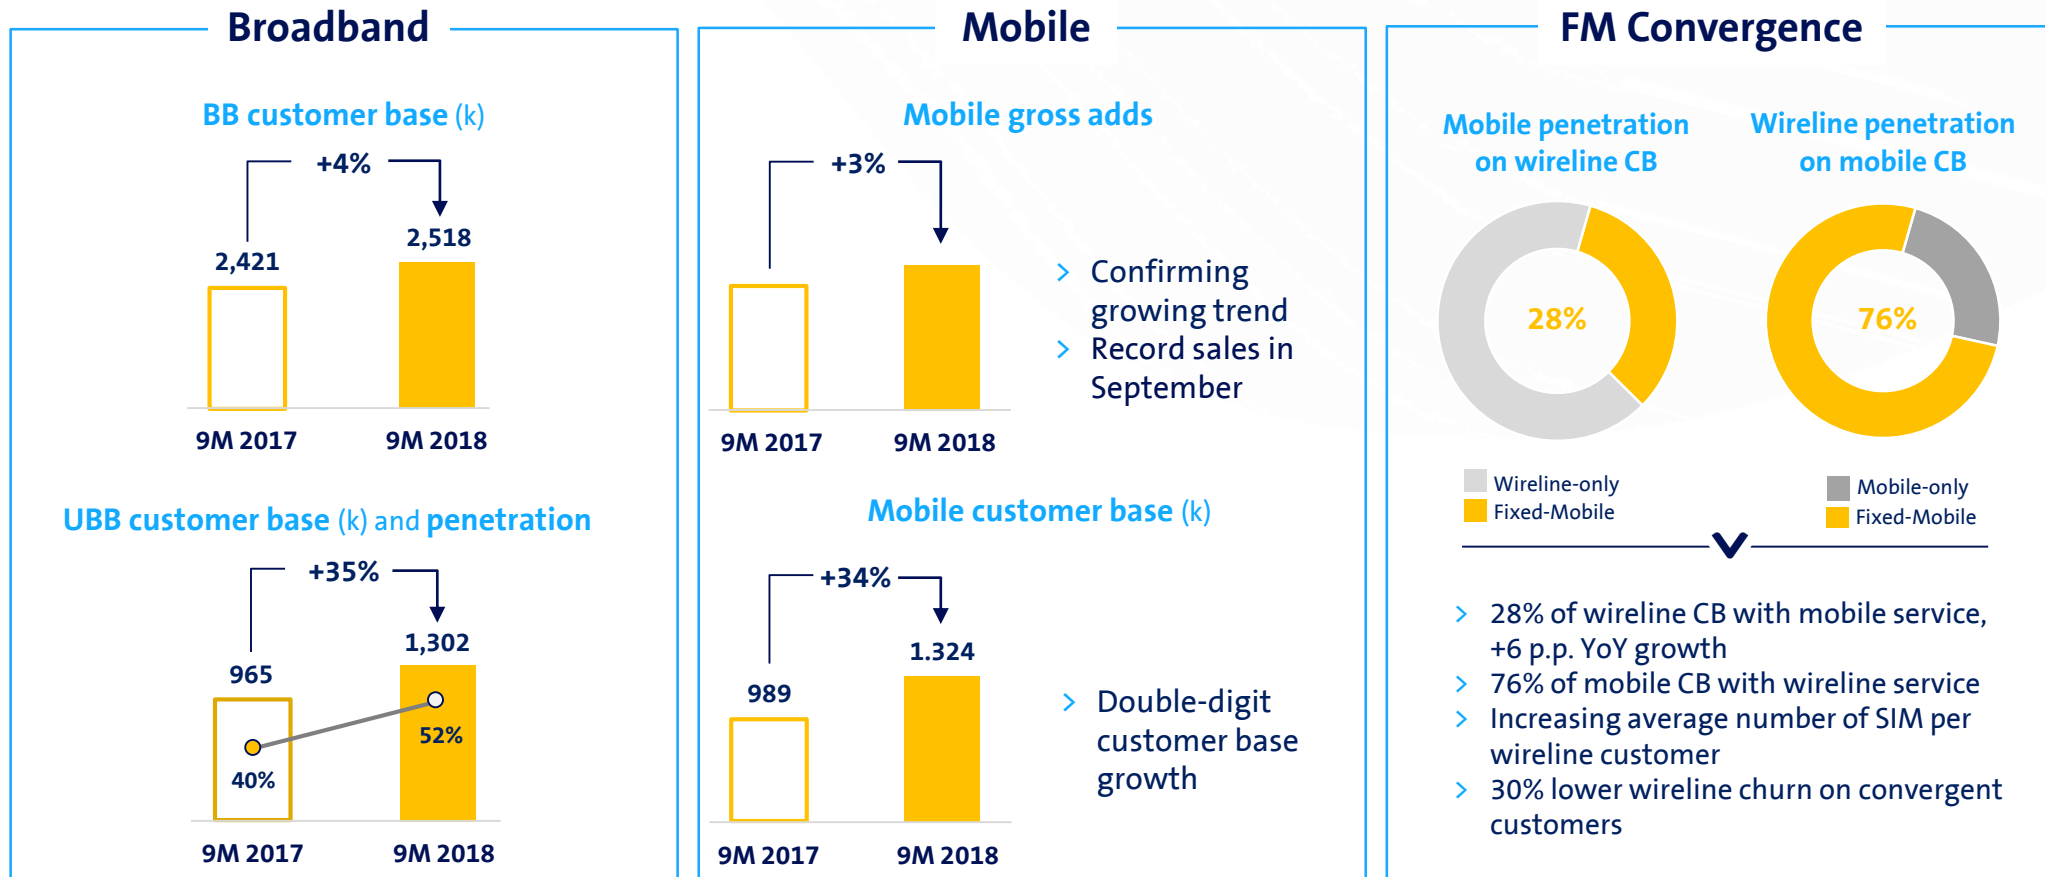 Broadband
BB customer base (k)
+4%
2,421
2,518
9M 2017
9M 2018
UBB customer base (k) and penetration
+35%
965
1,302
40%
52%
9M 2017
9M 2018
Mobile
Mobile gross adds
+3%
> Confirming
growing trend
> Record sales in
September
9M 2017
9M 2018
Mobile customer base (k)
+34%
989
1.324
> Double-digit
customer base
growth
9M 2017
9M 2018
FM Convergence
Mobile penetration
on wireline CB
28%
Wireline-only
Fixed-Mobile
Wireline penetration
on mobile CB
76%
Mobile-only
Fixed-Mobile
> 28% of wireline CB with mobile service,
+6 p.p. YoY growth
> 76% of mobile CB with wireline service
> Increasing average number of SIM per
wireline customer
> 30% lower wireline churn on convergent
customers